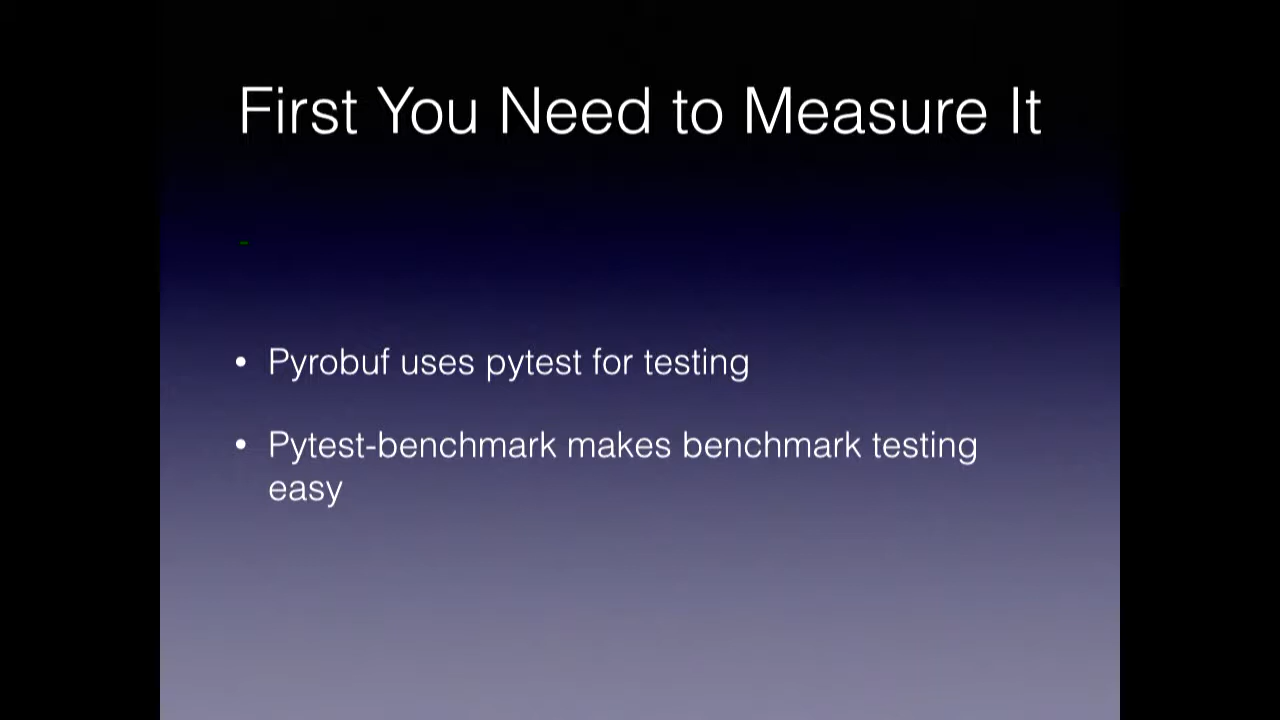 First You Need to Measure It
• Pyrobuf uses pytest for testing
• Pytest-benchmark makes benchmark testing
easy